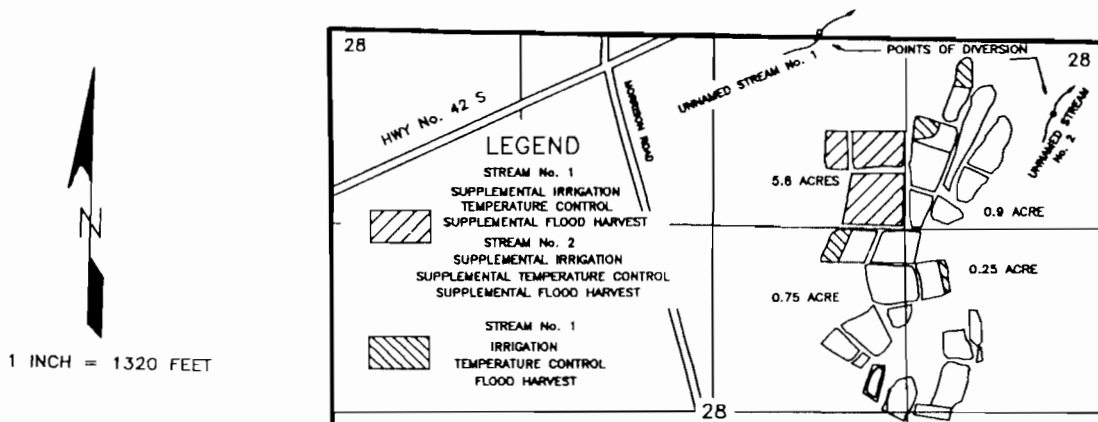 28
POINTS OF DIVERSION
28
UNNAMED STREAM No. 1
HWY No. 42 S
MORRISON ROAD
UNNAMED STREAM
No. 2
LEGEND
STREAM No. 1
SUPPLEMENTAL IRRIGATION
TEMPERATURE CONTROL
SUPPLEMENTAL FLOOD HARVEST
STREAM No. 2
SUPPLEMENTAL IRRIGATION
SUPPLEMENTAL TEMPERATURE CONTROL
SUPPLEMENTAL FLOOD HARVEST
STREAM No. 1
IRRIGATION
TEMPERATURE CONTROL
FLOOD HARVEST
5.8 ACRES
0.9 ACRE
0.25 ACRE
0.75 ACRE
N
1 INCH = 1320 FEET
28